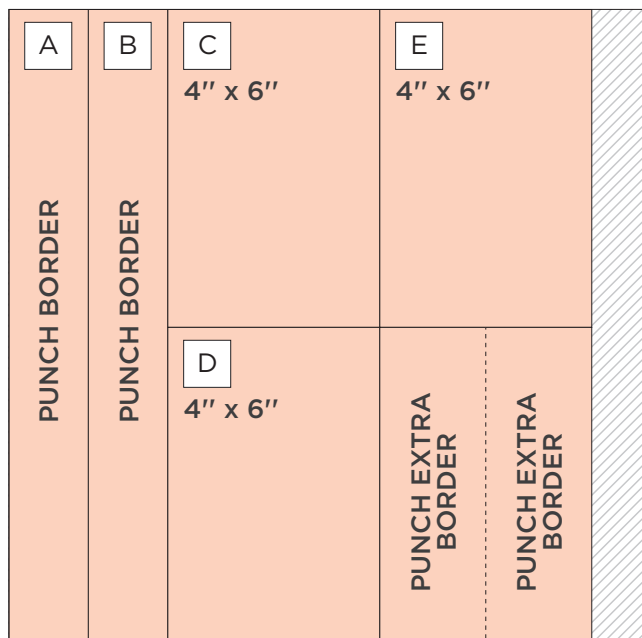 A
B
C
4" x 6"
E
4" x 6"
PUNCH BORDER
PUNCH BORDER
D
4" x 6"
PUNCH EXTRA
BORDER
PUNCH EXTRA
BORDER